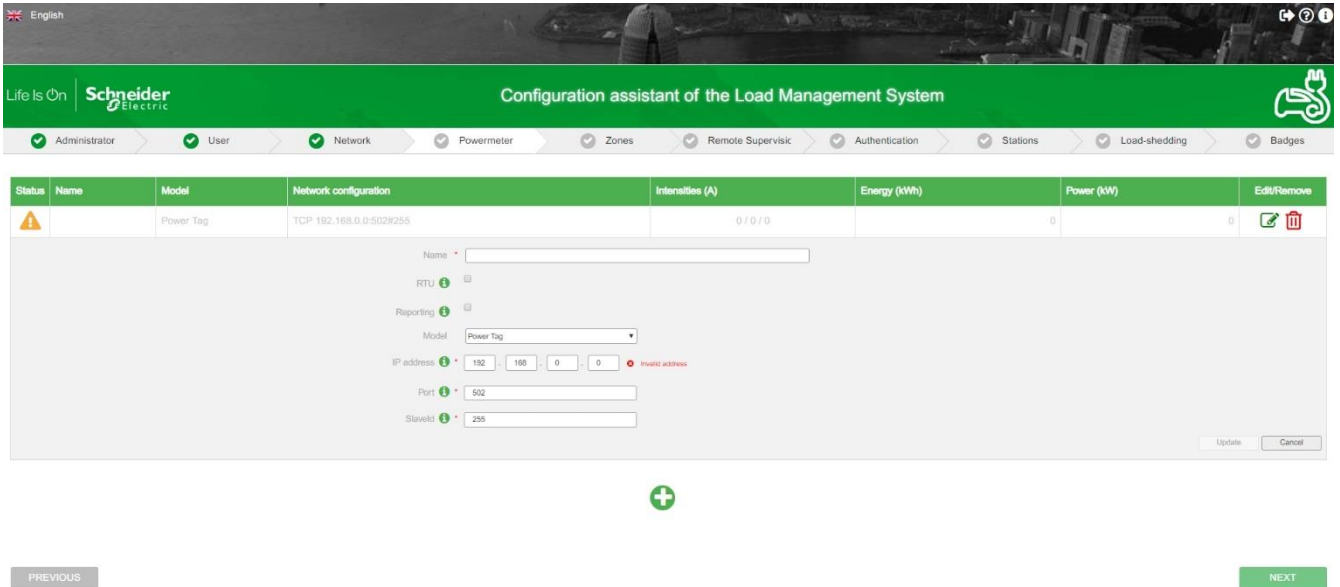 English
Life Is On Schneider Electric
Configuration assistant of the Load Management System
Administrator User Network Powermeter Zones Remote Supervisic Authentication Stations Load-shedding Badges
Status Name Model Network configuration Intensities (A) Energy (kWh) Power (kW) Edit/Remove
Power Tag TCP 192.168.0.0:502#255 0 / 0 / 0 0 0
Name *
RTU
Reporting
Model Power Tag
IP address * 192 . 168 . 0 . 0 Invalid address
Port * 502
SlaveId * 255
Update Cancel
PREVIOUS NEXT